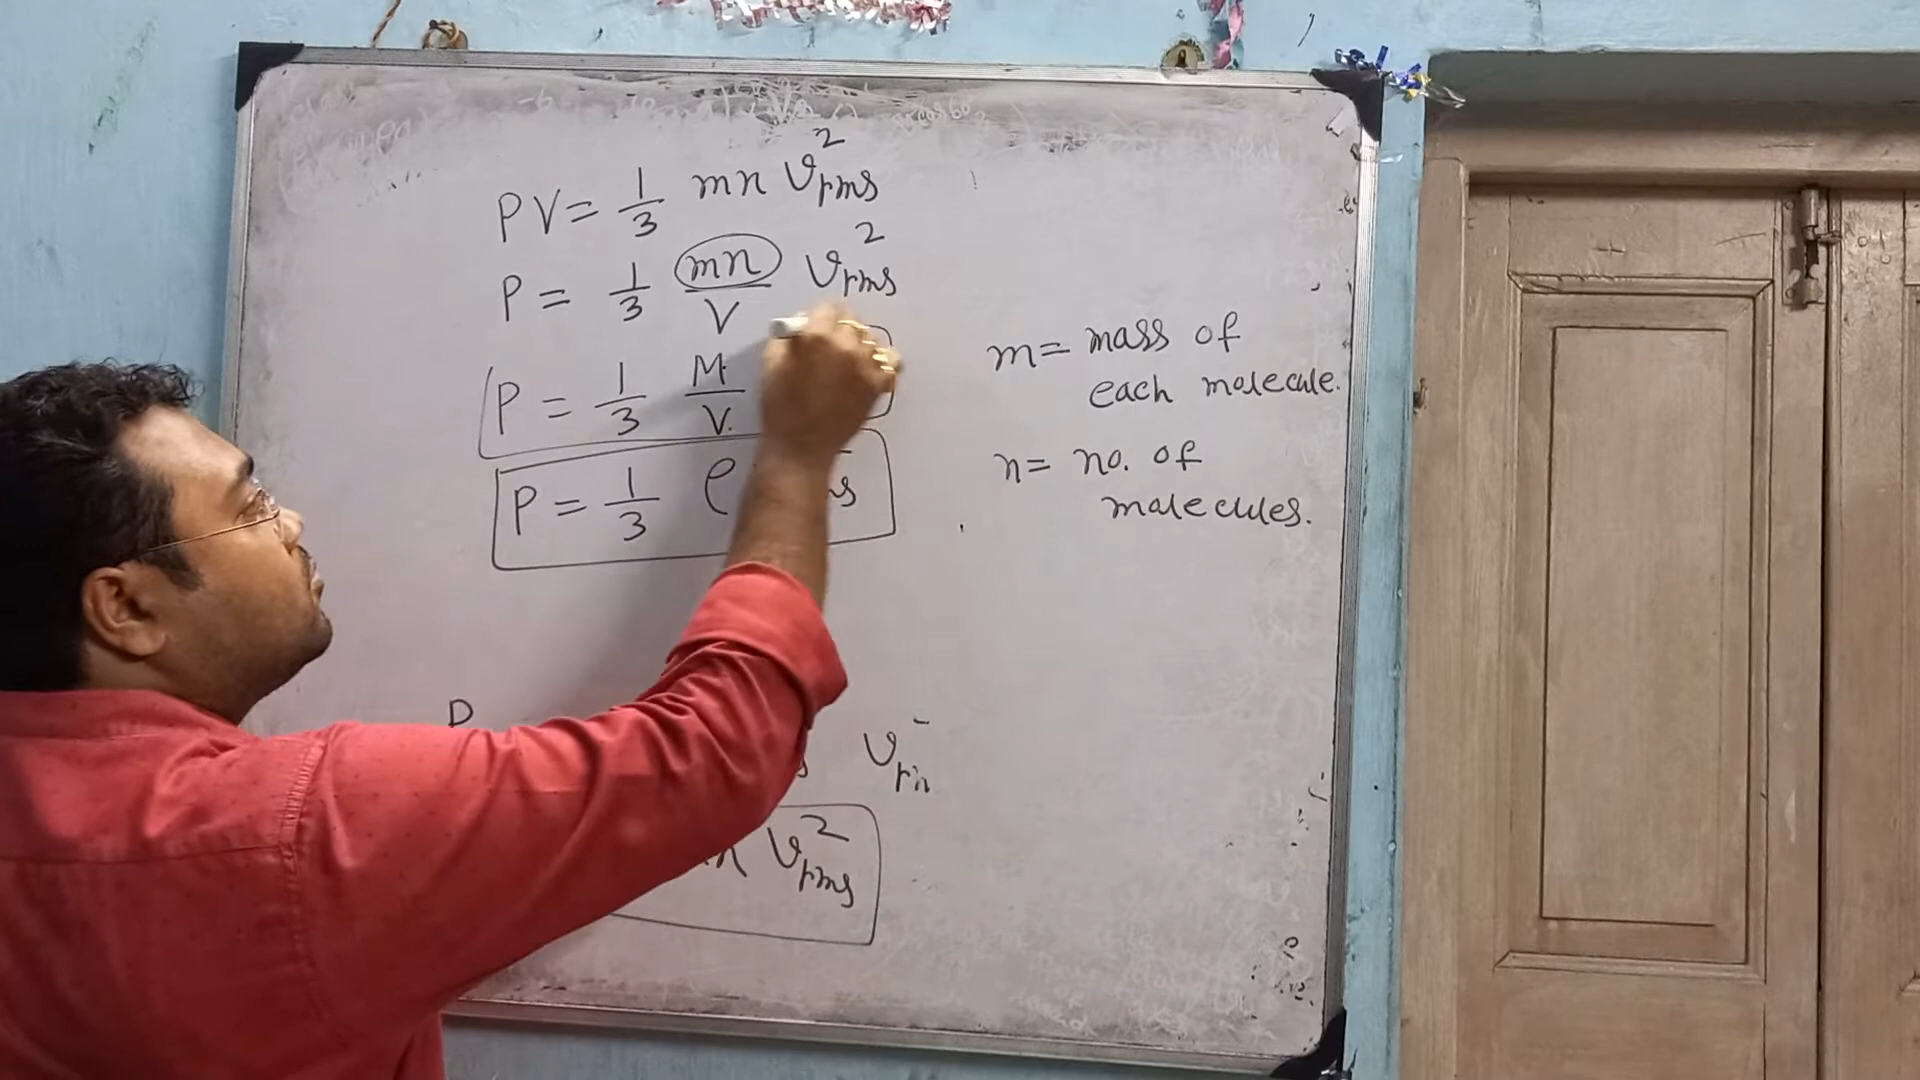 PV = 1/3 mn v²rms
P = 1/3 mn/V v²rms
P = 1/3 M/V
P = 1/3 ρ s
m = mass of
each molecule.
n = no. of
molecules.
P
v
v²rms